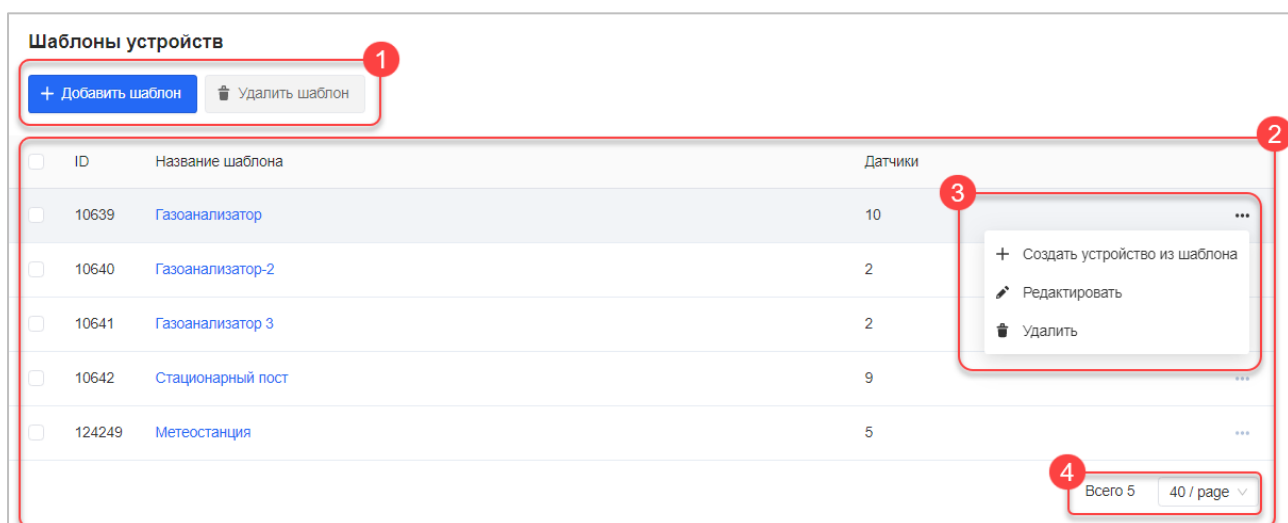 Шаблоны устройств
1
+ Добавить шаблон Удалить шаблон
2
ID Название шаблона Датчики
3
10639 Газоанализатор 10 •••
+ Создать устройство из шаблона
10640 Газоанализатор-2 2
Редактировать
10641 Газоанализатор 3 2
Удалить
10642 Стационарный пост 9 •••
124249 Метеостанция 5 •••
4
Всего 5 40 / page